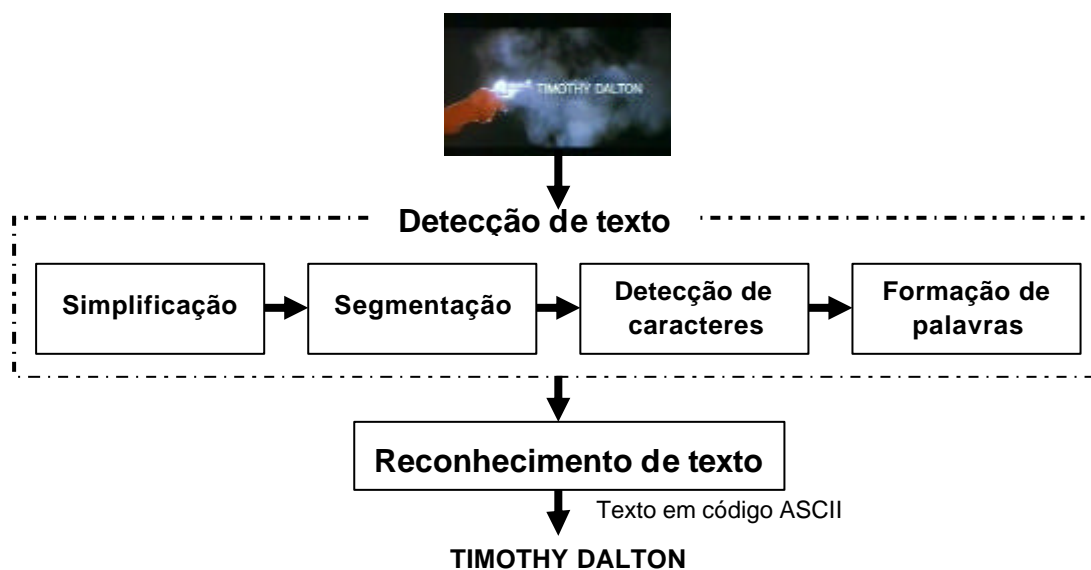 TIMOTHY DALTON
Detecção de texto
Simplificação
Segmentação
Detecção de
caracteres
Formação de
palavras
Reconhecimento de texto
Texto em código ASCII
TIMOTHY DALTON